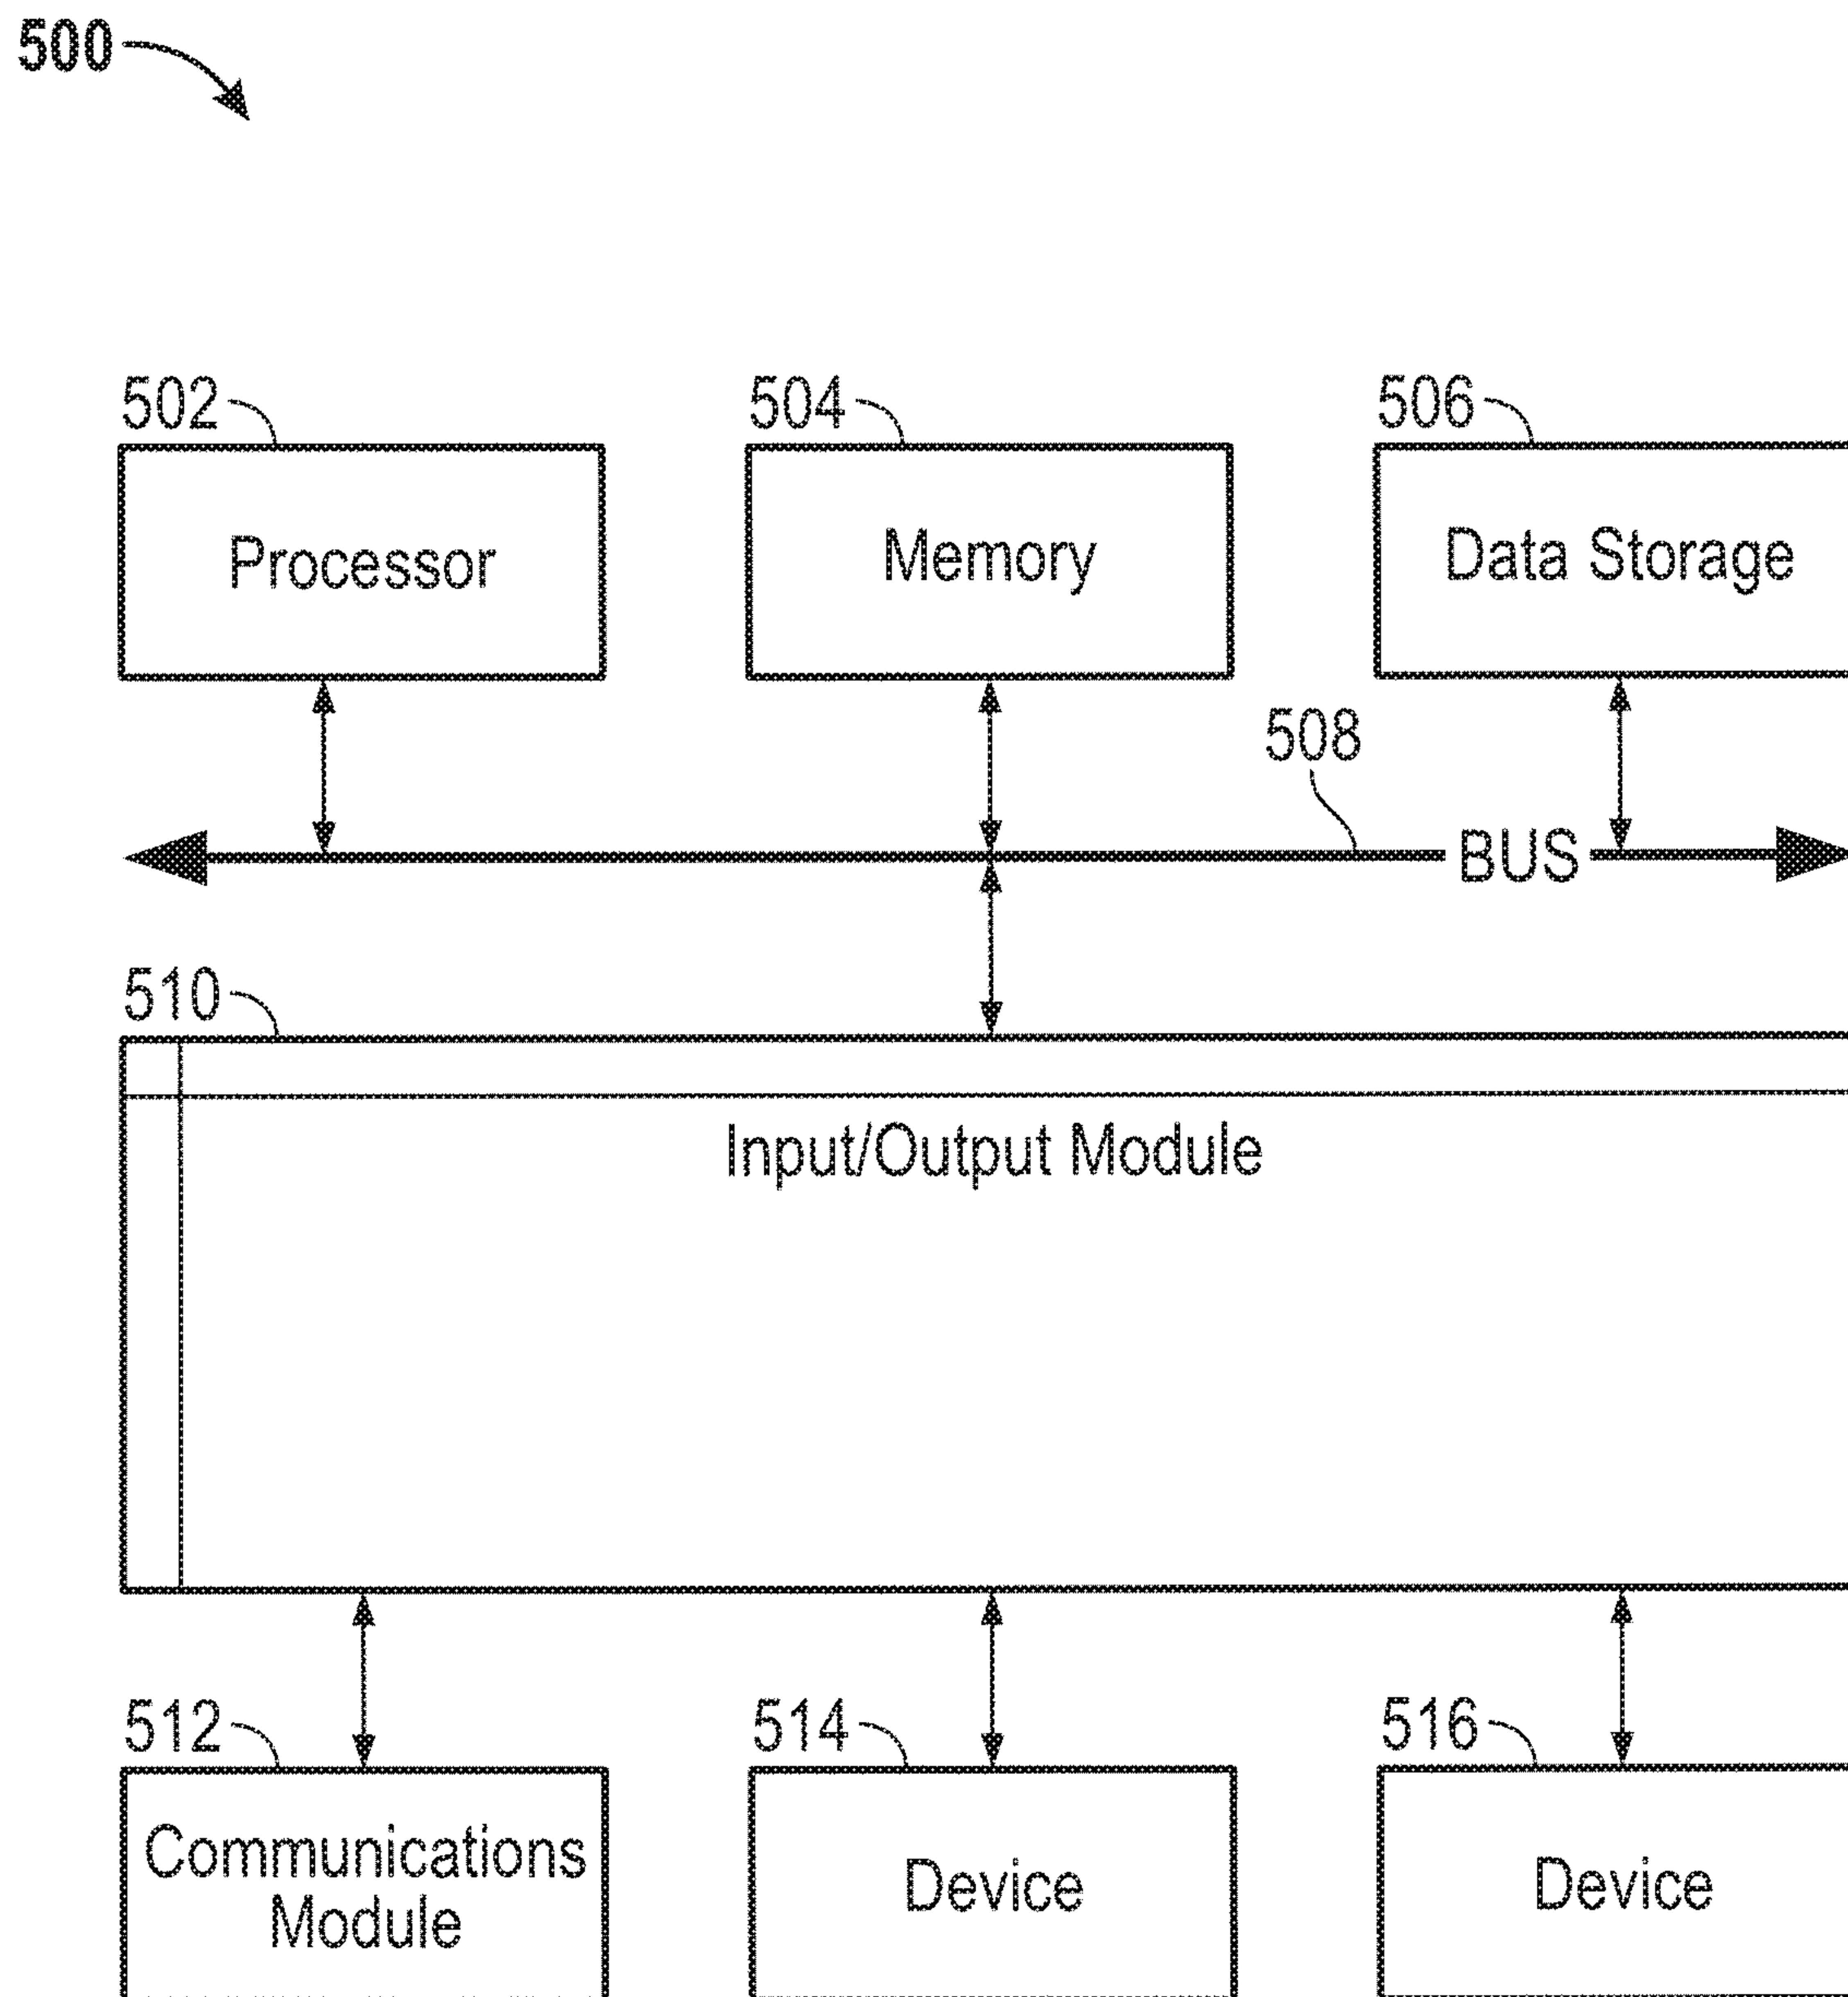 500
502
504
506
Processor
Memory
Data Storage
508
BUS
510
Input/Output Module
512
514
516
Communications
Module
Device
Device